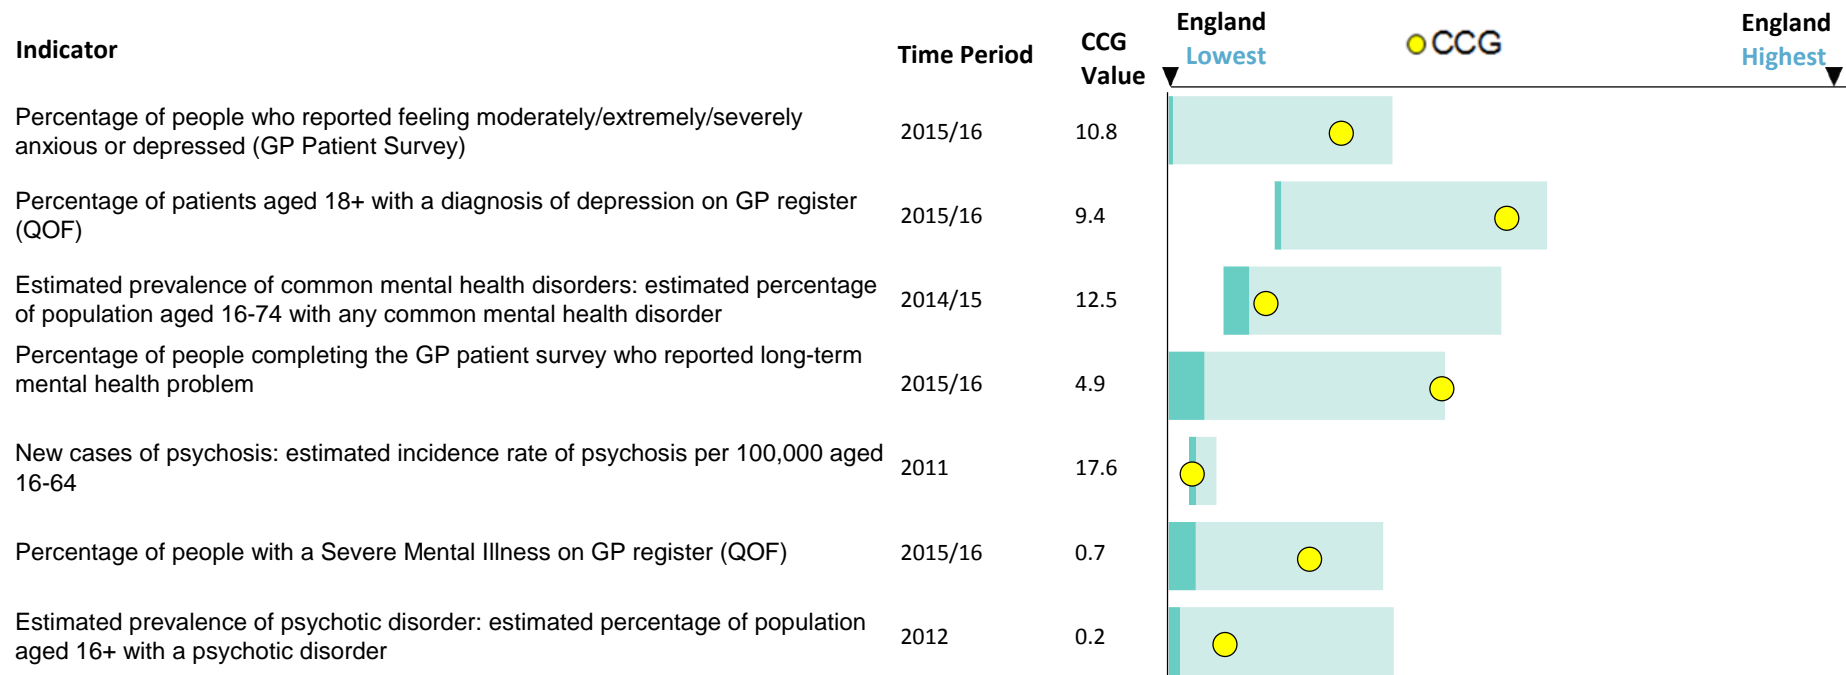 Indicator
Time Period
CCG
Value
England
Lowest
CCG
England
Highest
Percentage of people who reported feeling moderately/extremely/severely
anxious or depressed (GP Patient Survey)
2015/16
10.8
Percentage of patients aged 18+ with a diagnosis of depression on GP register
(QOF)
2015/16
9.4
Estimated prevalence of common mental health disorders: estimated percentage
of population aged 16-74 with any common mental health disorder
2014/15
12.5
Percentage of people completing the GP patient survey who reported long-term
mental health problem
2015/16
4.9
New cases of psychosis: estimated incidence rate of psychosis per 100,000 aged
16-64
2011
17.6
Percentage of people with a Severe Mental Illness on GP register (QOF)
2015/16
0.7
Estimated prevalence of psychotic disorder: estimated percentage of population
aged 16+ with a psychotic disorder
2012
0.2